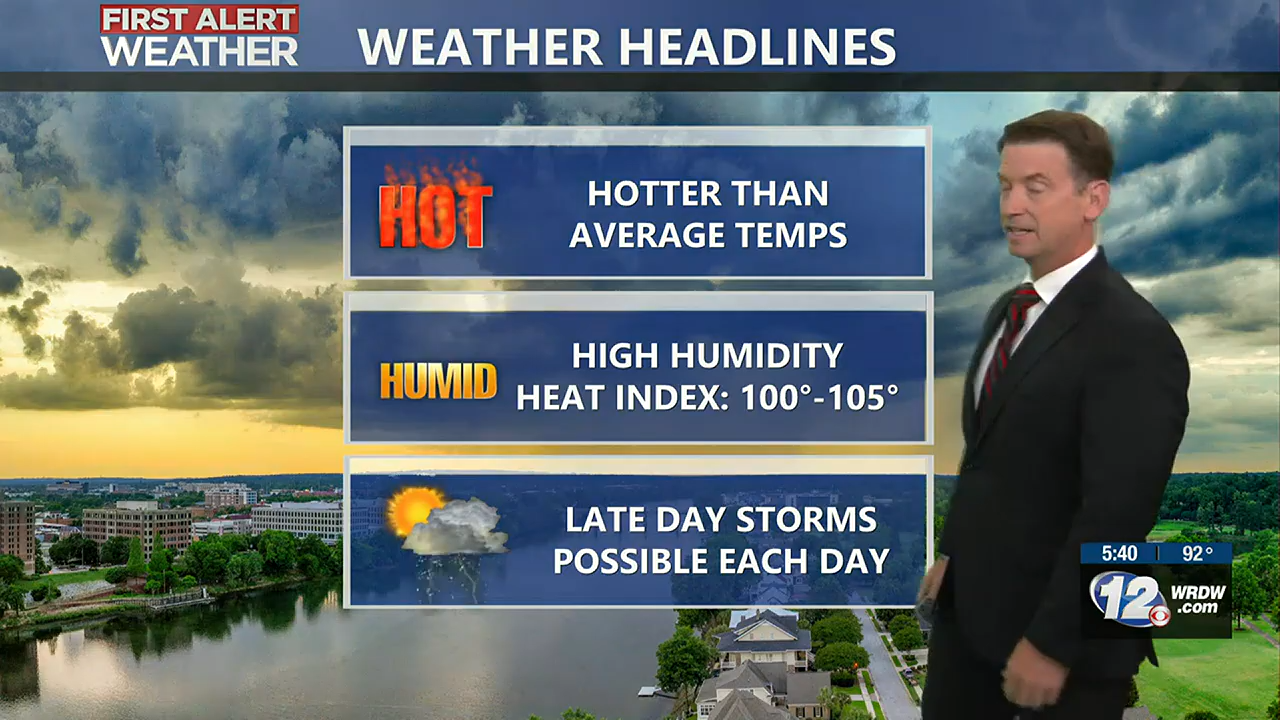 FIRST ALERT
WEATHER
WEATHER HEADLINES
HOT
HOTTER THAN
AVERAGE TEMPS
HUMID
HIGH HUMIDITY
HEAT INDEX: 100°-105°
LATE DAY STORMS
POSSIBLE EACH DAY
5:40 92°
12 WRDW
.com